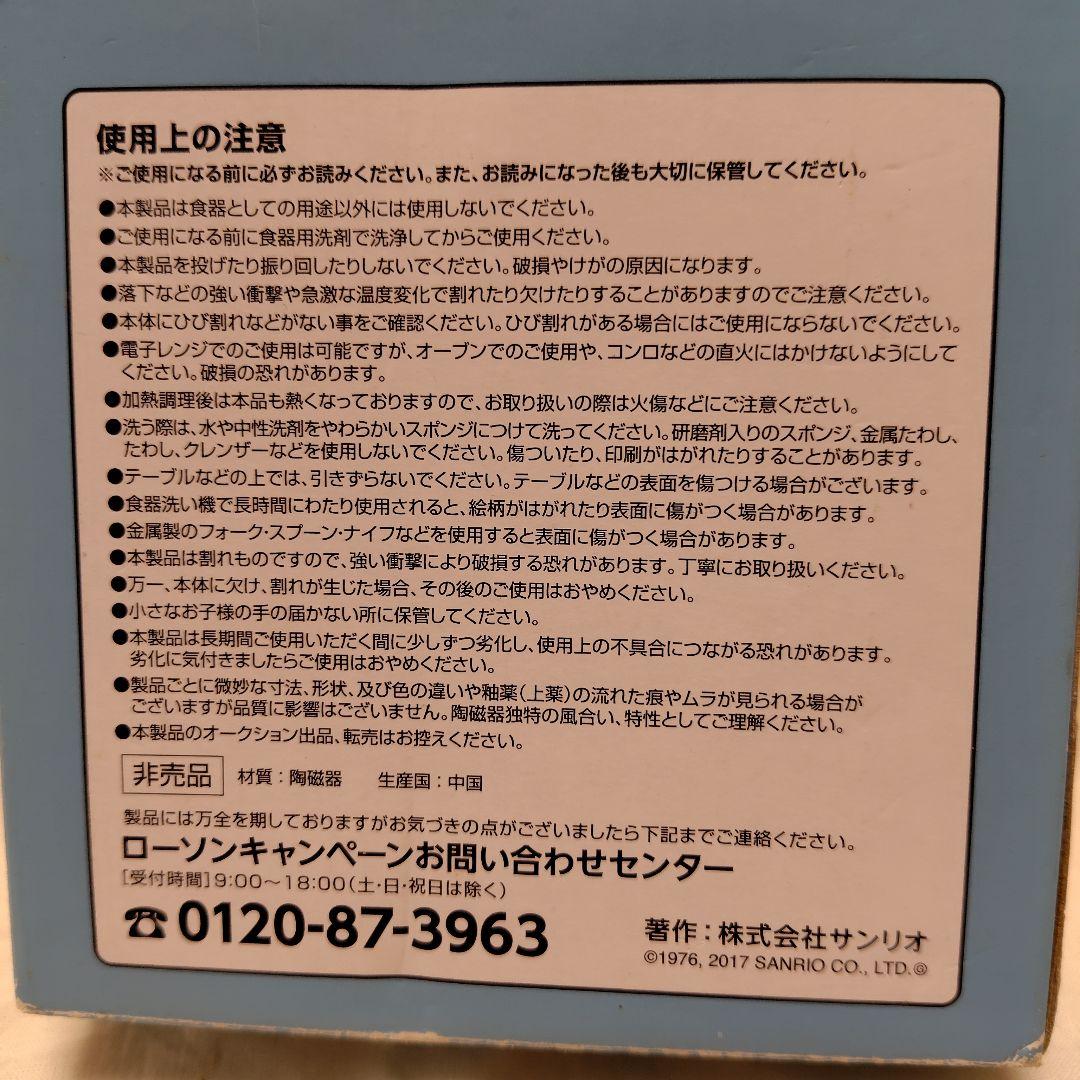 使用上の注意
※ご使用になる前に必ずお読みください。また、お読みになった後も大切に保管してください。
●本製品は食器としての用途以外には使用しないでください。
●ご使用になる前に食器用洗剤で洗浄してからご使用ください。
●本製品を投げたり振り回したりしないでください。破損やけがの原因になります。
●落下などの強い衝撃や急激な温度変化で割れたり欠けたりすることがありますのでご注意ください。
●本体にひび割れなどがない事をご確認ください。ひび割れがある場合にはご使用にならないでください。
●電子レンジでのご使用は可能ですが、オーブンでのご使用や、コンロなどの直火にはかけないようにして
ください。破損の恐れがあります。
●加熱調理後は本品も熱くなっておりますので、お取り扱いの際は火傷などにご注意ください。
●洗う際は、水や中性洗剤をやわらかいスポンジにつけて洗ってください。研磨剤入りのスポンジ、金属たわし、
たわし、クレンザーなどを使用しないでください。傷ついたり、印刷がはがれたりすることがあります。
●テーブルなどの上では、引きずらないでください。テーブルなどの表面を傷つける場合がございます。
●食器洗い機で長時間にわたり使用されると、絵柄がはがれたり表面に傷がつく場合があります。
●金属製のフォーク・スプーン・ナイフなどを使用すると表面に傷がつく場合があります。
●本製品は割れものですので、強い衝撃により破損する恐れがあります。丁寧にお取り扱いください。
●万一、本体に欠け、割れが生じた場合、その後のご使用はおやめください。
●小さなお子様の手の届かない所に保管してください。
●本製品は長期間ご使用いただく間に少しずつ劣化し、使用上の不具合につながる恐れがあります。
劣化に気付きましたらご使用はおやめください。
●製品ごとに微妙な寸法、形状、及び色の違いや釉薬(上薬)の流れた痕やムラが見られる場合が
ございますが品質に影響はございません。陶磁器独特の風合い、特性としてご理解ください。
●本製品のオークション出品、転売はお控えください。
非売品 材質：陶磁器 生産国：中国
製品には万全を期しておりますがお気づきの点がございましたら下記までご連絡ください。
ローソンキャンペーンお問い合わせセンター
[受付時間]9:00～18:00(土・日・祝日は除く)
☎0120-87-3963
著作：株式会社サンリオ
©1976, 2017 SANRIO CO., LTD.Ⓖ